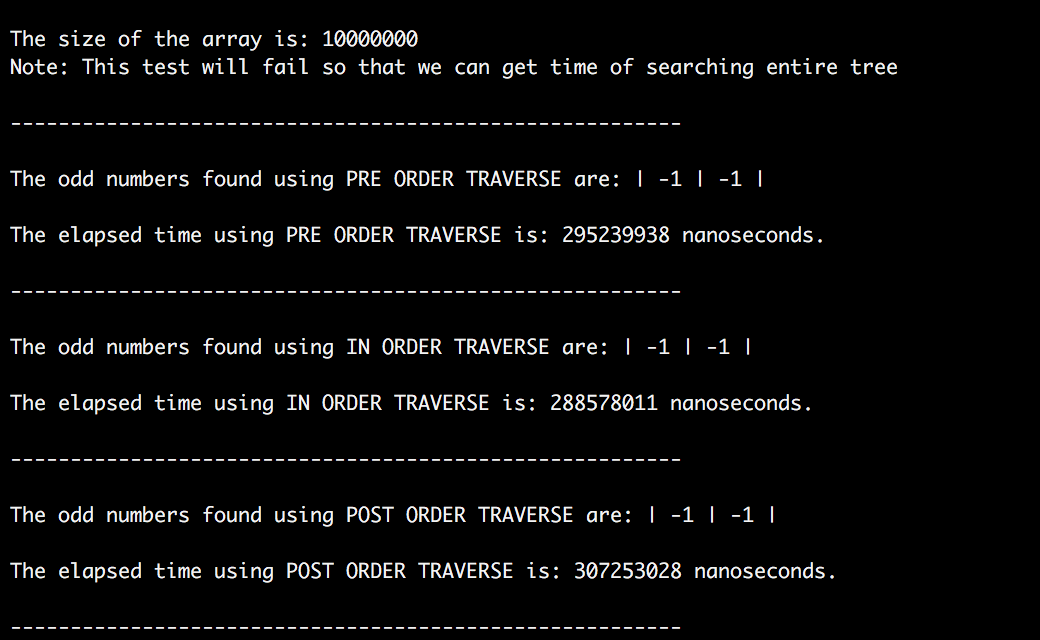 The size of the array is: 10000000
Note: This test will fail so that we can get time of searching entire tree
--------------------------------------------------------
The odd numbers found using PRE ORDER TRAVERSE are: | -1 | -1 |
The elapsed time using PRE ORDER TRAVERSE is: 295239938 nanoseconds.
--------------------------------------------------------
The odd numbers found using IN ORDER TRAVERSE are: | -1 | -1 |
The elapsed time using IN ORDER TRAVERSE is: 288578011 nanoseconds.
--------------------------------------------------------
The odd numbers found using POST ORDER TRAVERSE are: | -1 | -1 |
The elapsed time using POST ORDER TRAVERSE is: 307253028 nanoseconds.
--------------------------------------------------------